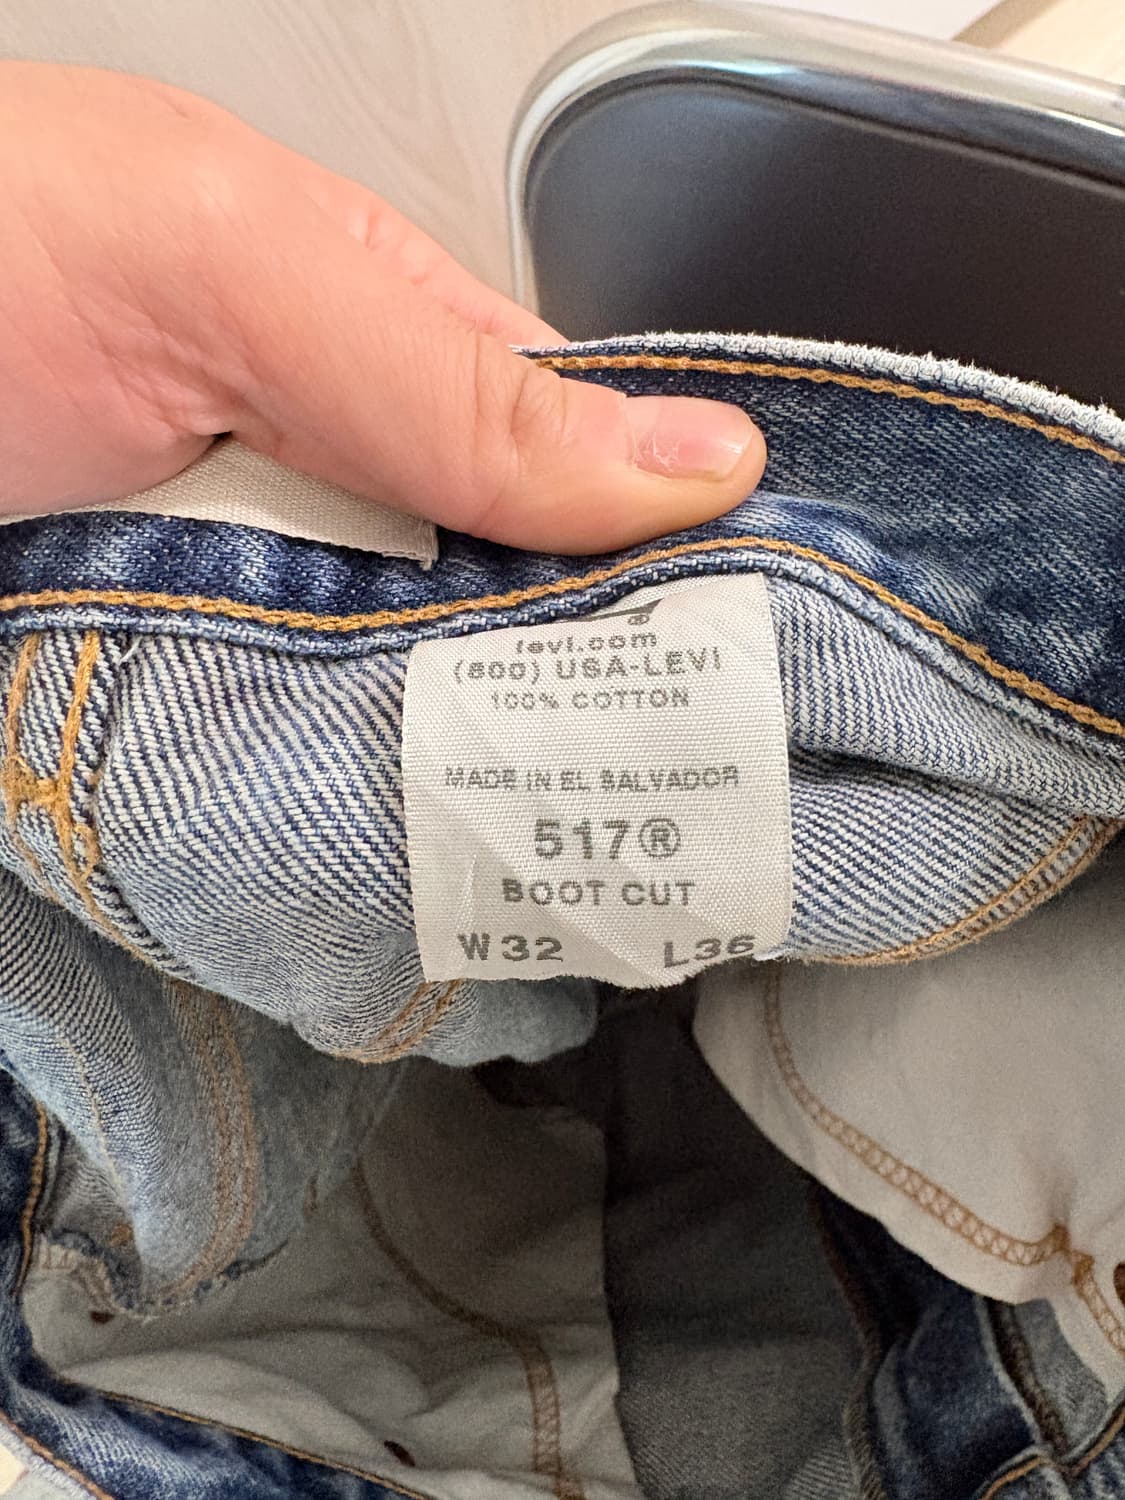 ®
levi.com
(800) USA-LEVI
100% COTTON
MADE IN EL SALVADOR
517®
BOOT CUT
W32 L36